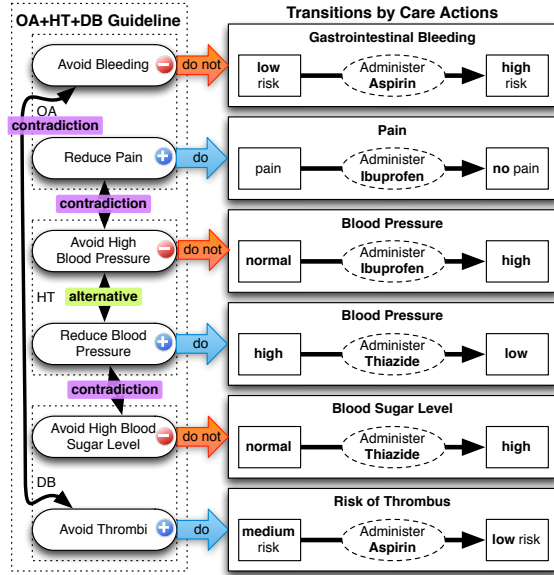 OA+HT+DB Guideline
Transitions by Care Actions
Avoid Bleeding
do not
Gastrointestinal Bleeding
low
risk
Administer
Aspirin
high
risk
OA
contradiction
Reduce Pain
do
Pain
pain
Administer
Ibuprofen
no pain
contradiction
Avoid High
Blood Pressure
do not
Blood Pressure
normal
Administer
Ibuprofen
high
HT
alternative
Reduce Blood
Pressure
do
Blood Pressure
high
Administer
Thiazide
low
contradiction
Avoid High Blood
Sugar Level
do not
Blood Sugar Level
normal
Administer
Thiazide
high
DB
Avoid Thrombi
do
Risk of Thrombus
medium
risk
Administer
Aspirin
low risk